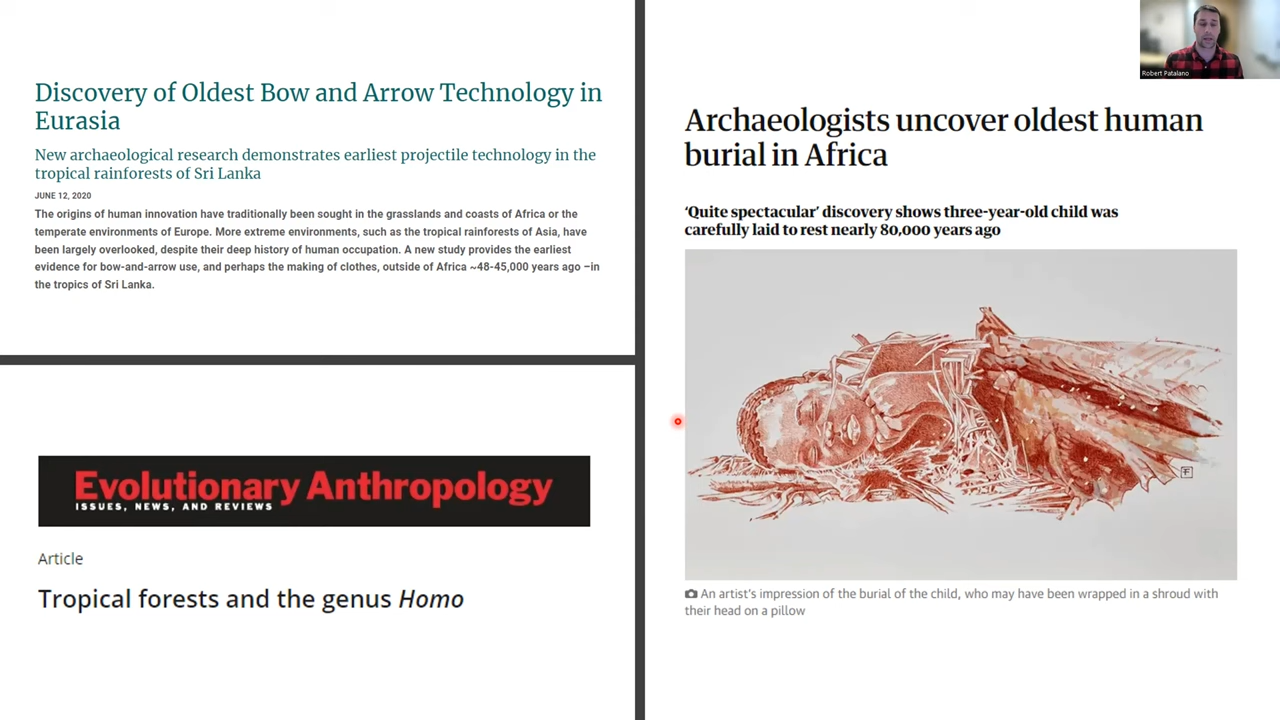 Discovery of Oldest Bow and Arrow Technology in
Eurasia
New archaeological research demonstrates earliest projectile technology in the
tropical rainforests of Sri Lanka
JUNE 12, 2020
The origins of human innovation have traditionally been sought in the grasslands and coasts of Africa or the
temperate environments of Europe. More extreme environments, such as the tropical rainforests of Asia, have
been largely overlooked, despite their deep history of human occupation. A new study provides the earliest
evidence for bow-and-arrow use, and perhaps the making of clothes, outside of Africa ~48-45,000 years ago –in
the tropics of Sri Lanka.
Evolutionary Anthropology
ISSUES, NEWS, AND REVIEWS
Article
Tropical forests and the genus Homo
Robert Patalano
Archaeologists uncover oldest human
burial in Africa
‘Quite spectacular’ discovery shows three-year-old child was
carefully laid to rest nearly 80,000 years ago
An artist’s impression of the burial of the child, who may have been wrapped in a shroud with
their head on a pillow